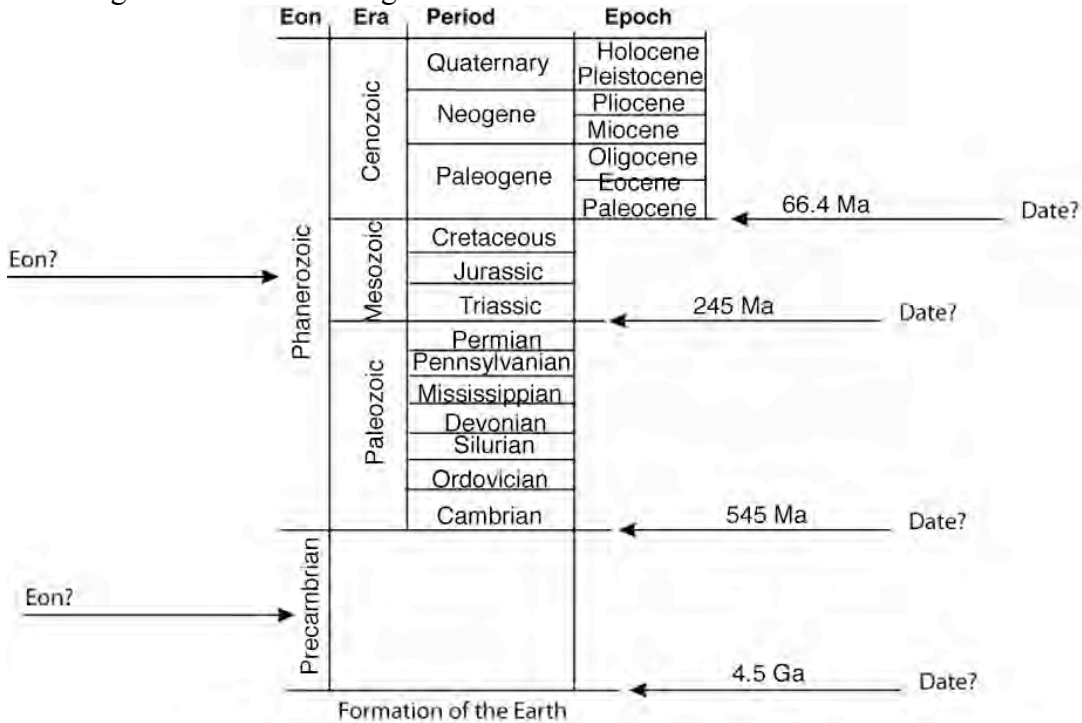 Eon Era Period Epoch
Holocene
Quaternary
Pleistocene
Pliocene
Neogene
Miocene
Cenozoic
Oligocene
Paleogene
Eocene
Paleocene
66.4 Ma
Date?
Cretaceous
Eon?
Mesozoic
Jurassic
Phanerozoic
Triassic
245 Ma
Date?
Permian
Pennsylvanian
Mississippian
Paleozoic
Devonian
Silurian
Ordovician
Cambrian
545 Ma
Date?
Eon?
Precambrian
4.5 Ga
Date?
Formation of the Earth